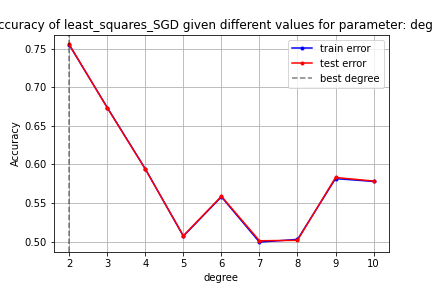 ccuracy of least_squares_SGD given different values for parameter: deg
train error
test error
best degree
Accuracy
0.75
0.70
0.65
0.60
0.55
0.50
2 3 4 5 6 7 8 9 10
degree